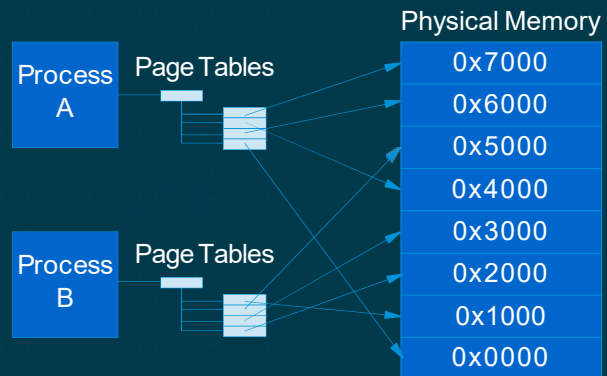 Physical Memory
Process
A
Page Tables
0x7000
0x6000
0x5000
0x4000
Process
B
Page Tables
0x3000
0x2000
0x1000
0x0000